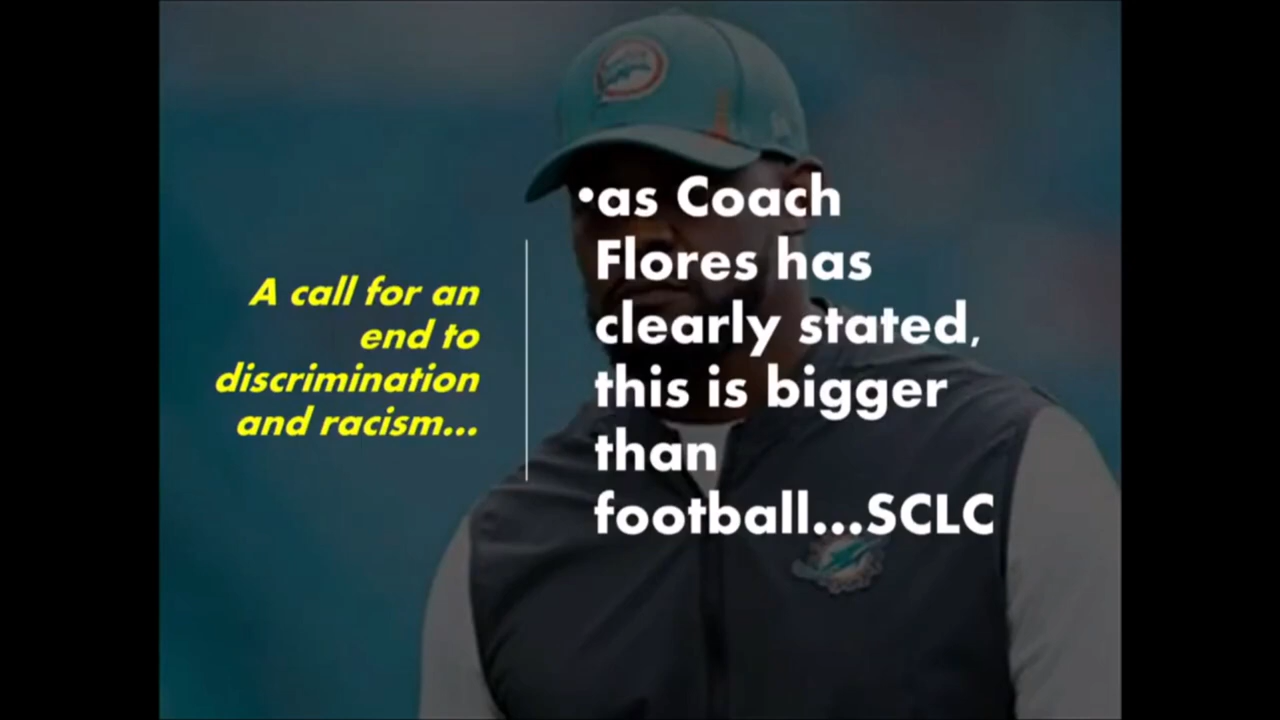 A call for an
end to
discrimination
and racism...
•as Coach
Flores has
clearly stated,
this is bigger
than
football...SCLC